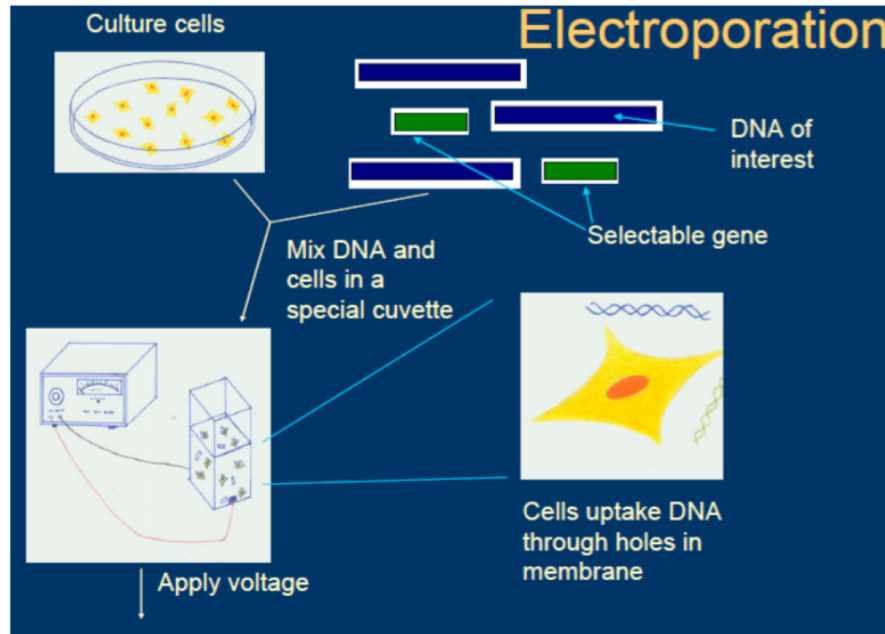 Electroporation
Culture cells
DNA of
interest
Selectable gene
Mix DNA and
cells in a
special cuvette
Cells uptake DNA
through holes in
membrane
Apply voltage